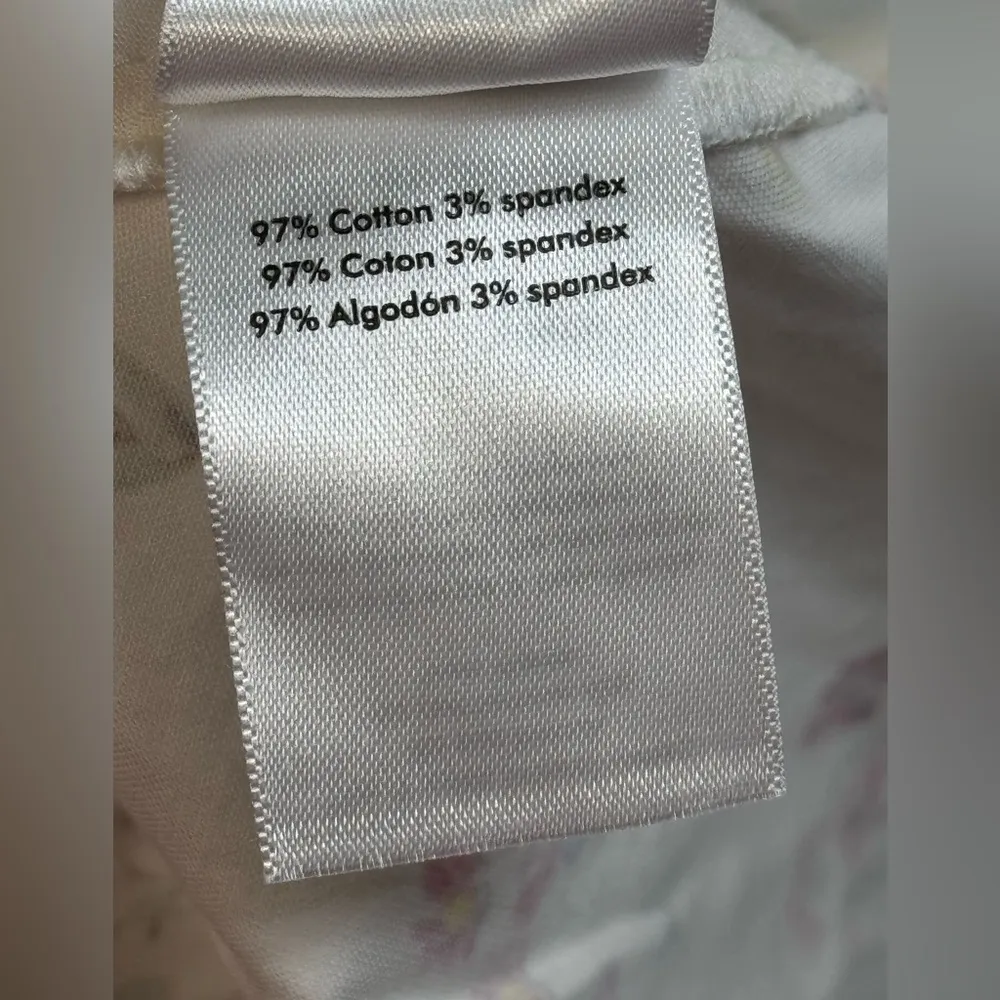 97% Cotton 3% spandex
97% Coton 3% spandex
97% Algodón 3% spandex